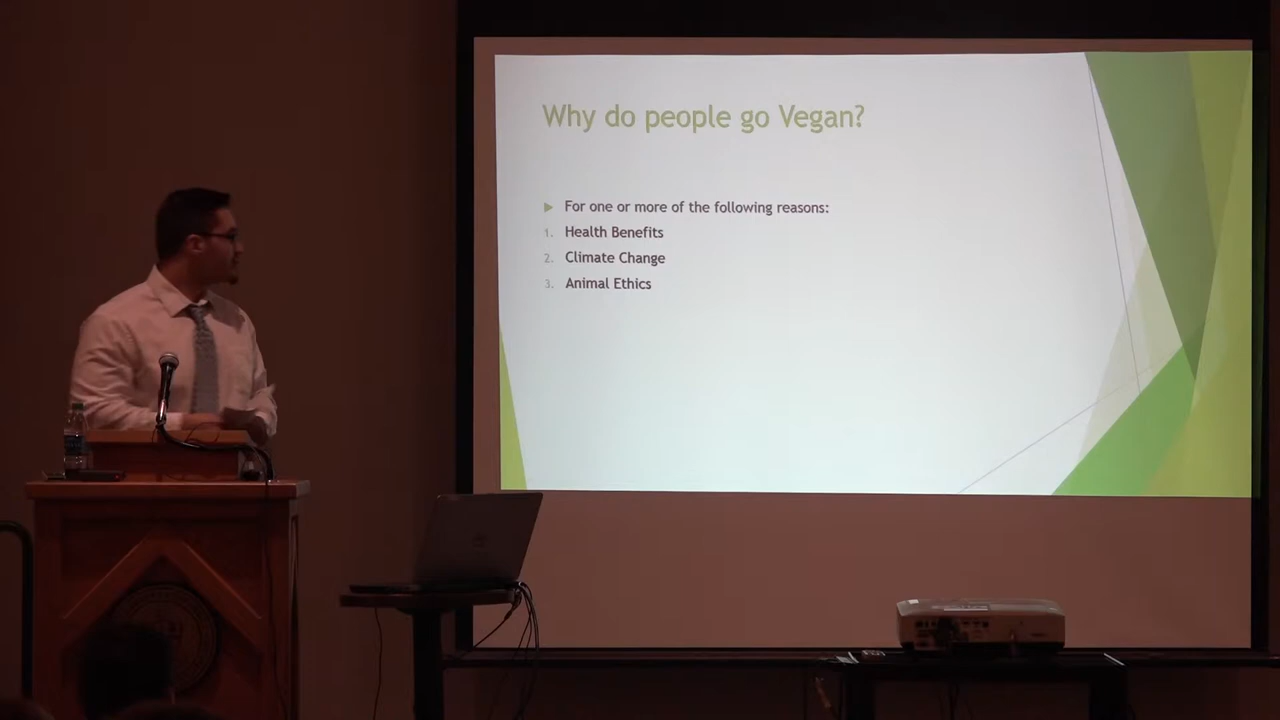 Why do people go Vegan?
For one or more of the following reasons:
1. Health Benefits
2. Climate Change
3. Animal Ethics